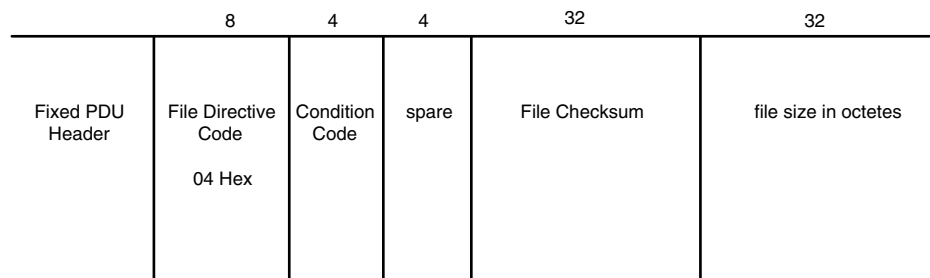 8 4 4 32 32
Fixed PDU Header
File Directive Code
04 Hex
Condition Code
spare
File Checksum
file size in octetes